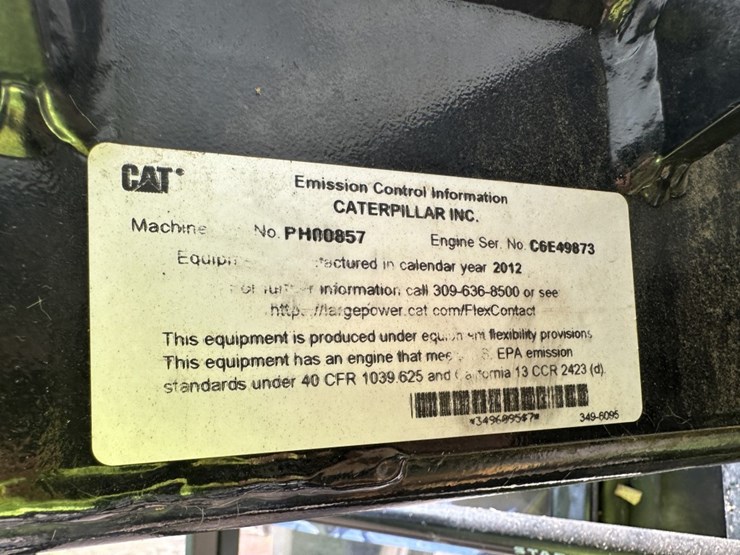 CAT
Emission Control Information
CATERPILLAR INC.
Machine No. PH00857 Engine Ser. No. C6E49873
in calendar year 2012
information call 309-636-8500 or see
http://largepower.cat.com/FlexContact
This equipment is produced under flexibility provisions
This equipment has an engine that EPA emission
standards under 40 CFR 1039.625 and 13 CCR 2423 (d)
349-6095